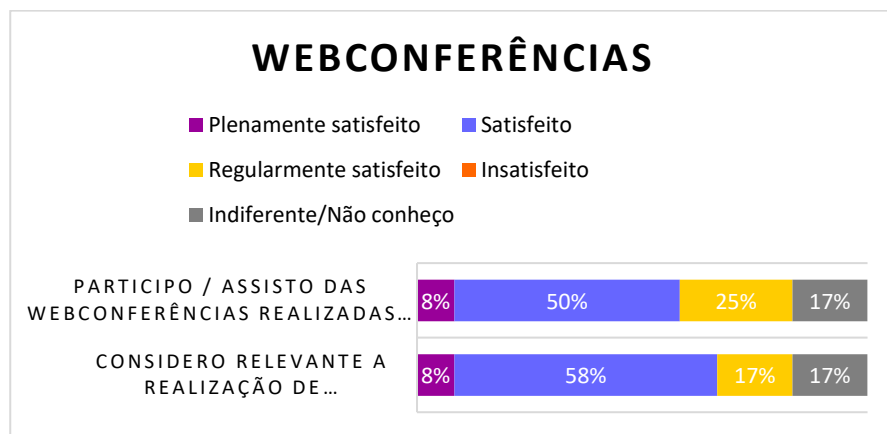 WEBCONFERÊNCIAS
Plenamente satisfeito
Satisfeito
Regularmente satisfeito
Insatisfeito
Indiferente/Não conheço
PARTICIPO / ASSISTO DAS
WEBCONFERÊNCIAS REALIZADAS…
8%
50%
25%
17%
CONSIDERO RELEVANTE A
REALIZAÇÃO DE…
8%
58%
17%
17%